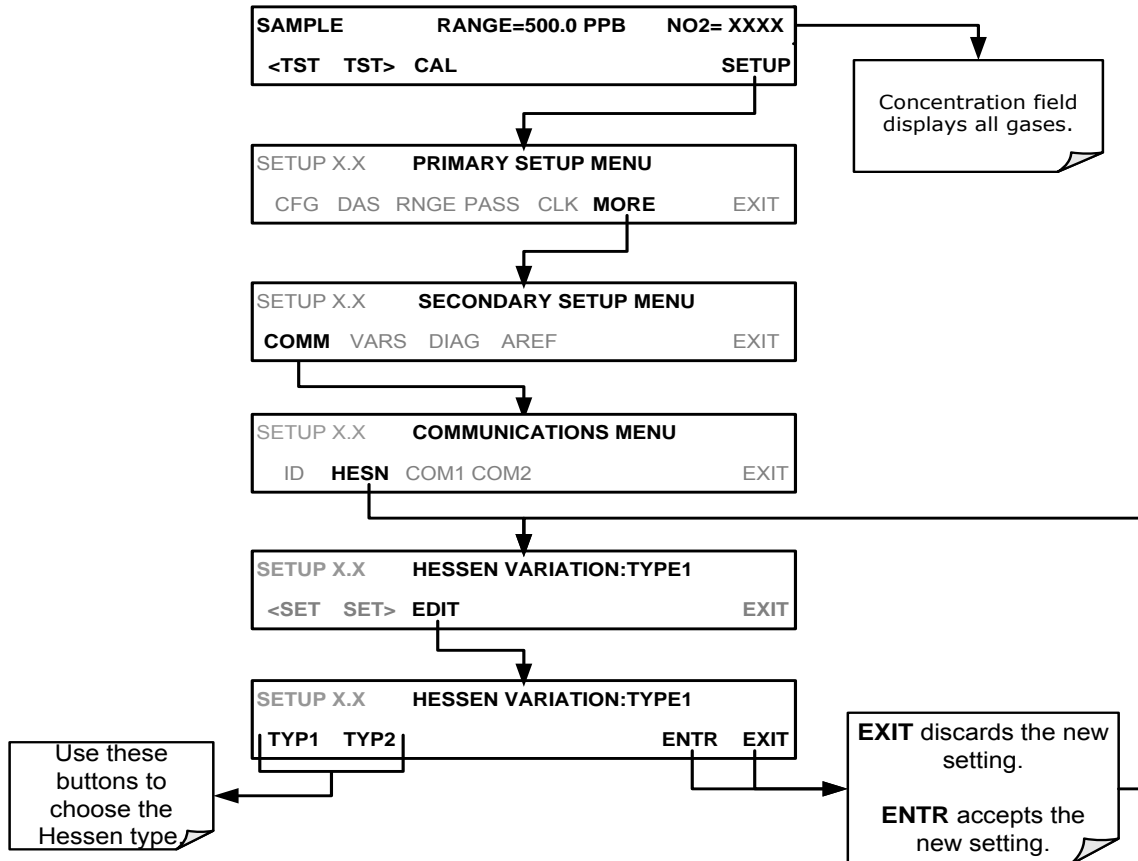 SAMPLE RANGE=500.0 PPB NO2= XXXX
<TST TST> CAL SETUP
Concentration field
displays all gases.
SETUP X.X PRIMARY SETUP MENU
CFG DAS RNGE PASS CLK MORE EXIT
SETUP X.X SECONDARY SETUP MENU
COMM VARS DIAG AREF EXIT
SETUP X.X COMMUNICATIONS MENU
ID HESN COM1 COM2 EXIT
SETUP X.X HESSEN VARIATION:TYPE1
<SET SET> EDIT EXIT
SETUP X.X HESSEN VARIATION:TYPE1
TYP1 TYP2 ENTR EXIT
Use these
buttons to
choose the
Hessen type.
EXIT discards the new
setting.
ENTR accepts the
new setting.